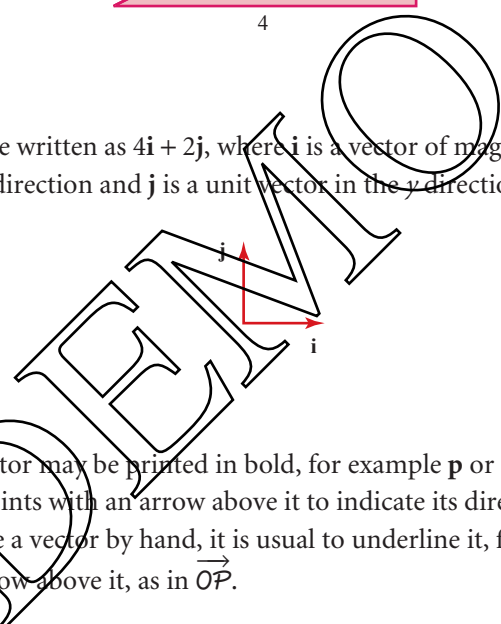 4
e written as 4i + 2j, where i is a vector of mag
direction and j is a unit vector in the y directio
j
i
tor may be printed in bold, for example p or
ints with an arrow above it to indicate its dire
e a vector by hand, it is usual to underline it, f
ow above it, as in OP.
DEMO